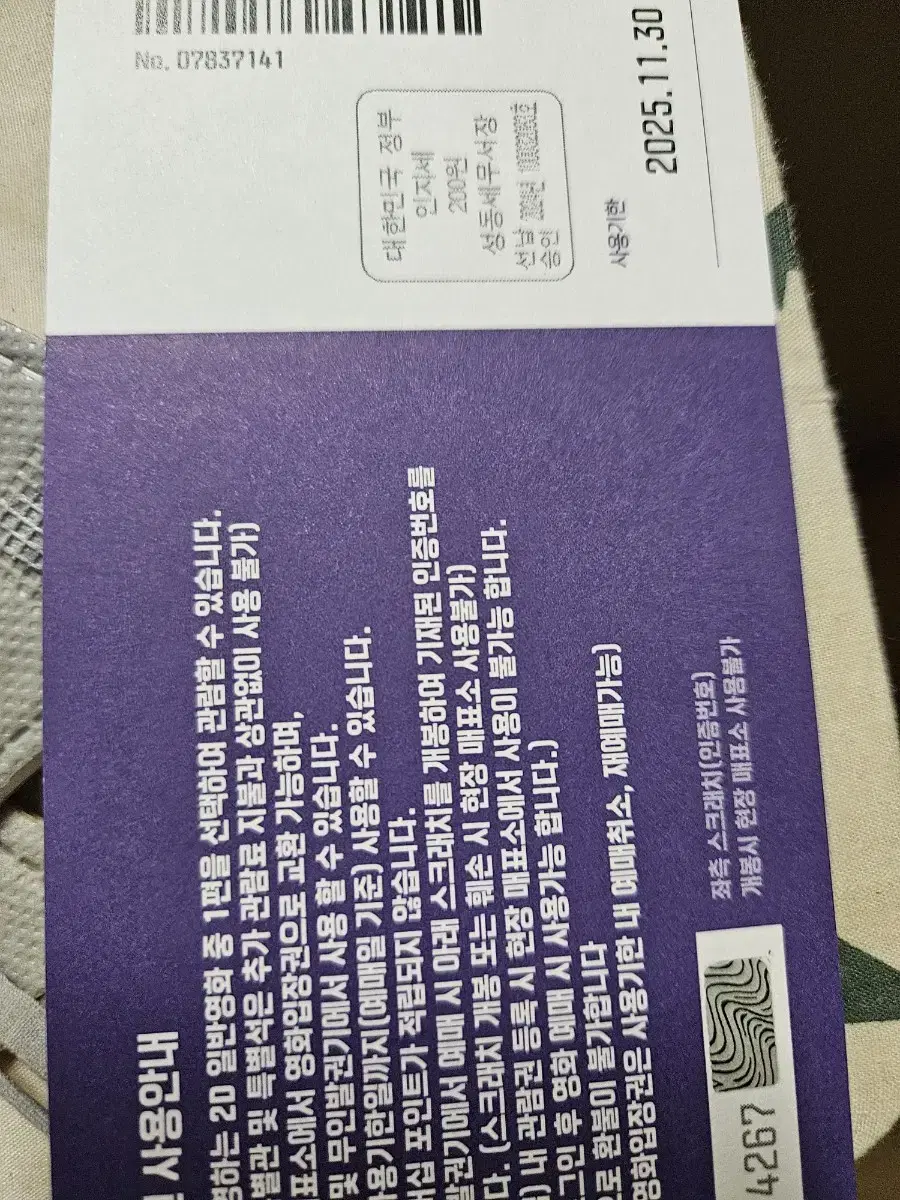 No. 07837141
대한민국 정부
인지세
200원
성동세무서장
선납
승인
사용기한
2025.11.30
사용안내
영하는 2D 일반영화 중 1편을 선택하여 관람할 수 있습니다.
별관 및 특별석은 추가 관람료 지불과 상관없이 사용 불가)
표소에서 영화입장권으로 교환 가능하며,
및 무인발권기에서 사용 할 수 있습니다.
사용기한일까지(예매일 기준) 사용할 수 있습니다.
버십 포인트가 적립되지 않습니다.
발권기에서 예매 시 아래 스크래치를 개봉하여 기재된 인증번호를
다. (스크래치 개봉 또는 훼손 시 현장 매표소 사용불가)
) 내 관람권 등록 시 현장 매표소에서 사용이 불가능 합니다.
그인 후 영화 예매 시 사용가능 합니다.)
으로 환불이 불가합니다
영화입장권은 사용기한 내 예매취소, 재예매가능)
좌측 스크래치(인증번호)
개봉시 현장 매표소 사용불가
4267